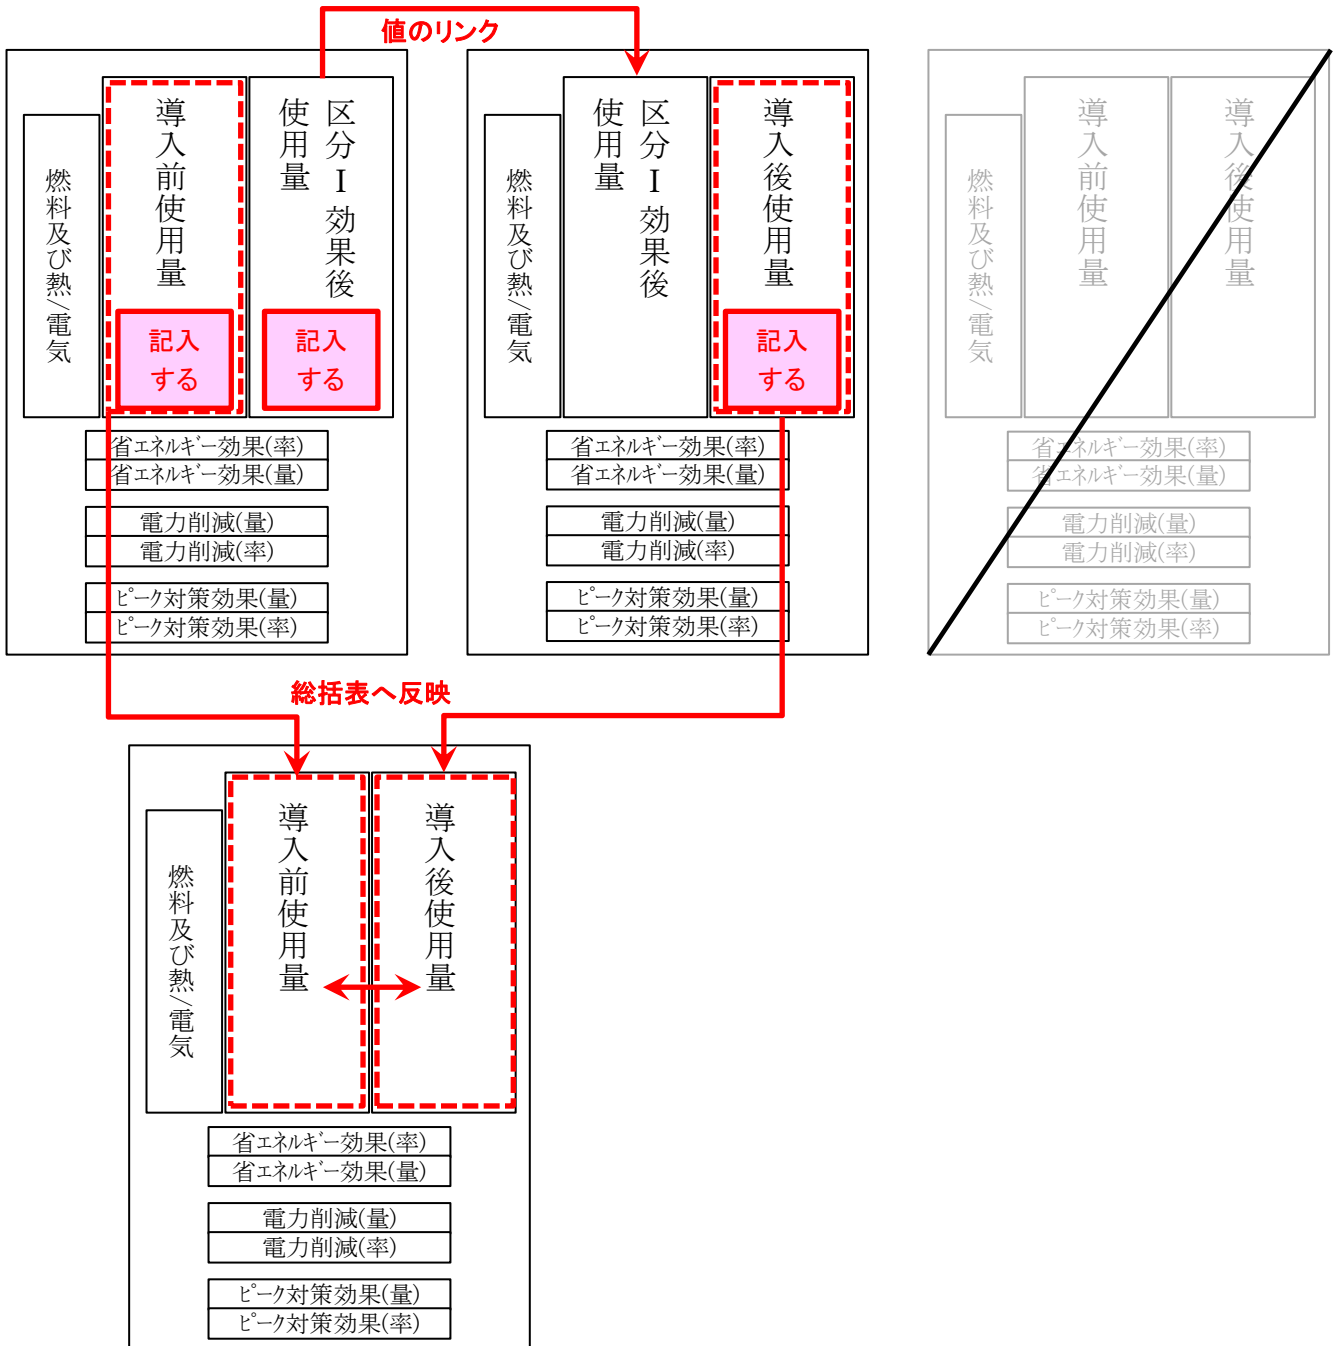 値のリンク
燃料及び熱/電気
導入前使用量
区分Ⅰ効果後
使用量
記入
する
記入
する
省エネルギー効果(率)
省エネルギー効果(量)
電力削減(量)
電力削減(率)
ピーク対策効果(量)
ピーク対策効果(率)
燃料及び熱/電気
区分Ⅰ効果後
使用量
導入後使用量
記入
する
省エネルギー効果(率)
省エネルギー効果(量)
電力削減(量)
電力削減(率)
ピーク対策効果(量)
ピーク対策効果(率)
燃料及び熱/電気
導入前使用量
導入後使用量
省エネルギー効果(率)
省エネルギー効果(量)
電力削減(量)
電力削減(率)
ピーク対策効果(量)
ピーク対策効果(率)
総括表へ反映
燃料及び熱/電気
導入前使用量
導入後使用量
省エネルギー効果(率)
省エネルギー効果(量)
電力削減(量)
電力削減(率)
ピーク対策効果(量)
ピーク対策効果(率)